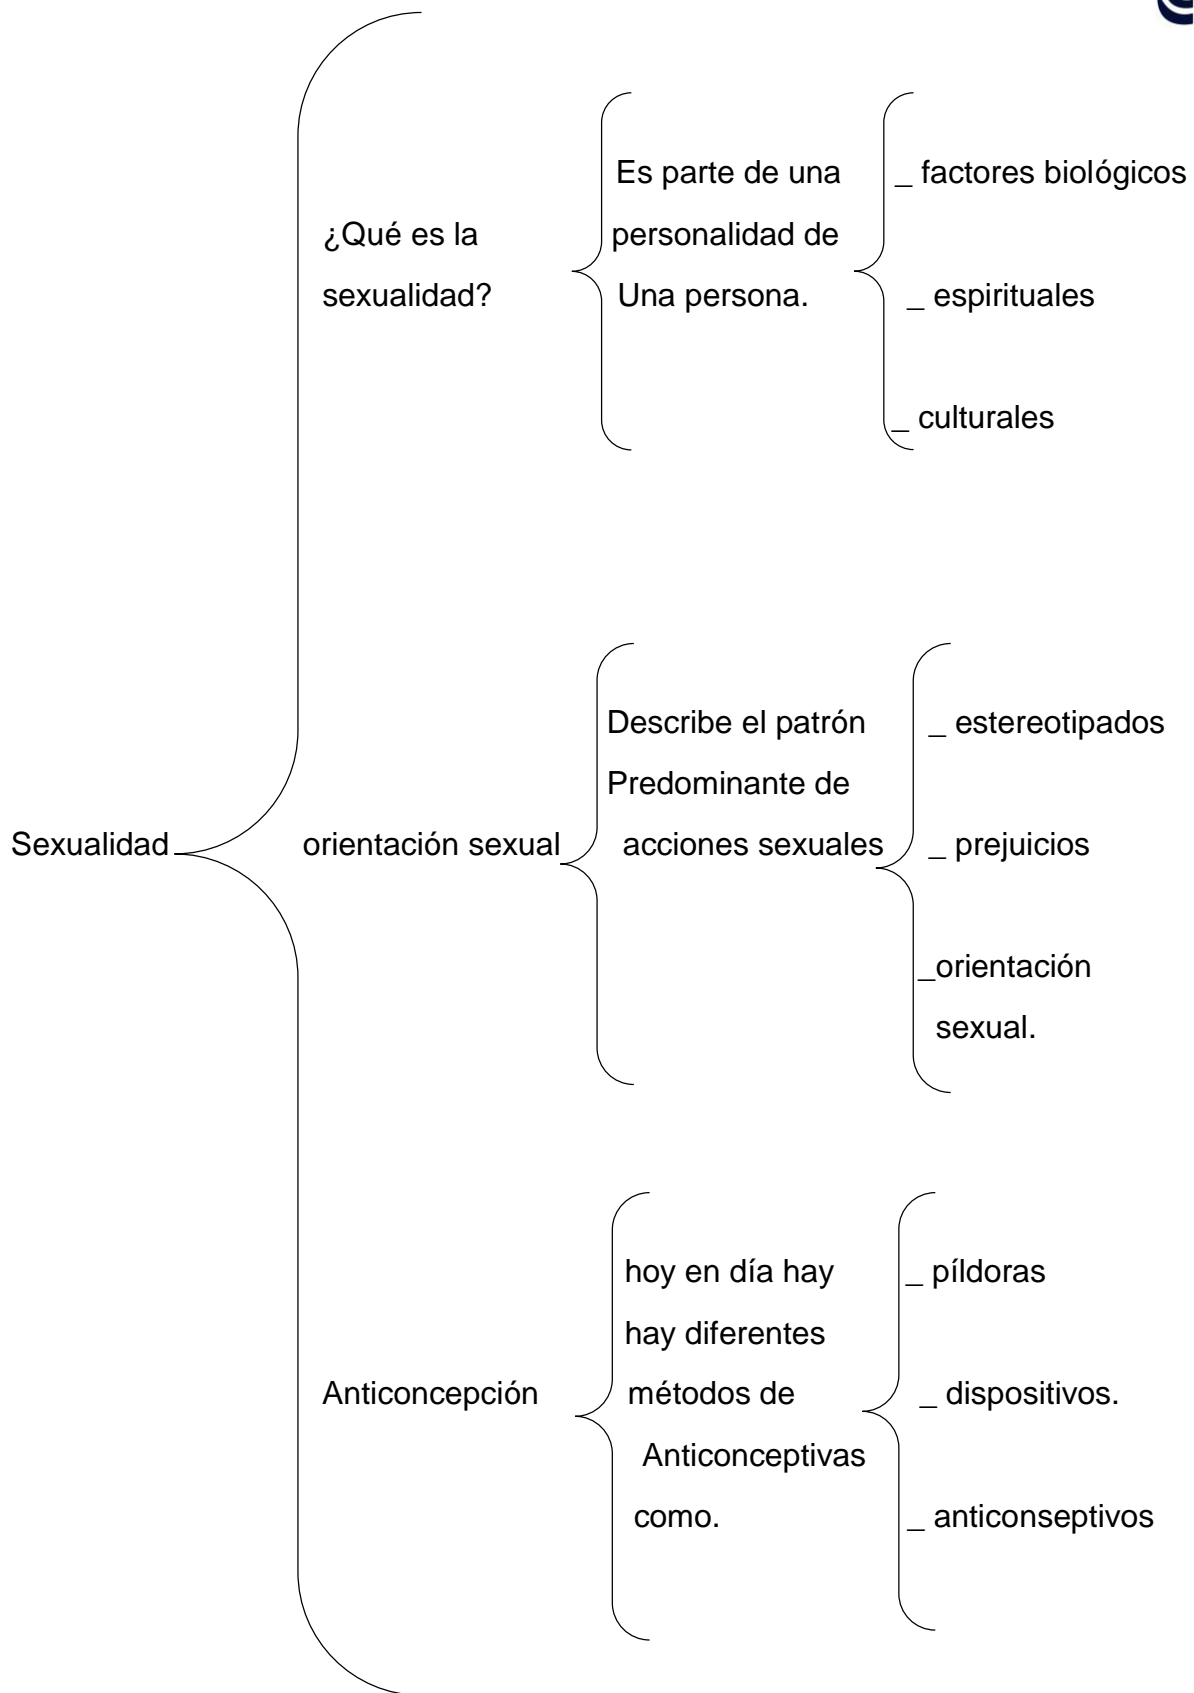 Sexualidad
¿Qué es la
sexualidad?
Es parte de una
personalidad de
Una persona.
_ factores biológicos
_ espirituales
_ culturales
orientación sexual
Describe el patrón
Predominante de
acciones sexuales
_ estereotipados
_ prejuicios
_orientación
sexual.
Anticoncepción
hoy en día hay
hay diferentes
métodos de
Anticonceptivas
como.
_ píldoras
_ dispositivos.
_ anticonseptivos